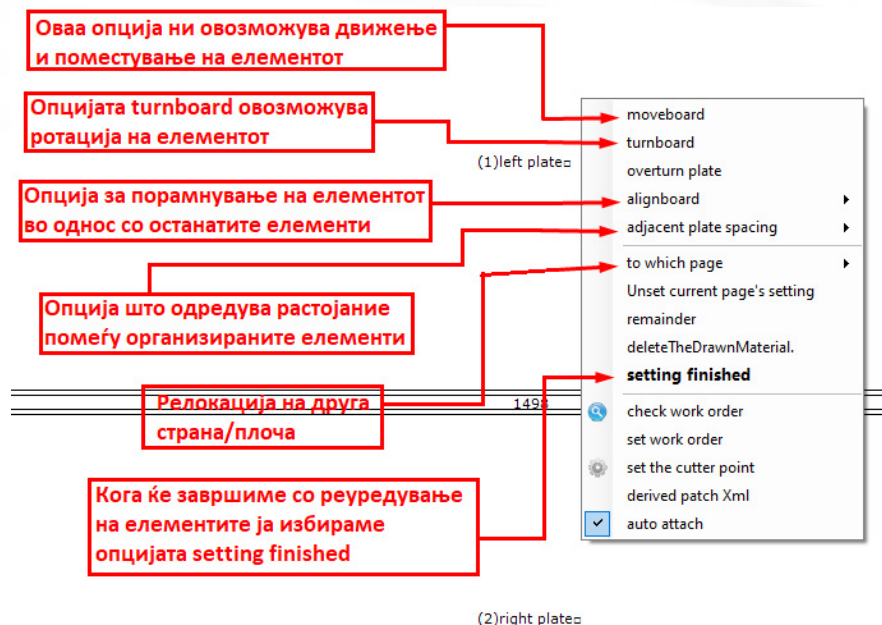 Оваа опција ни овозможува движење
и поместување на елементот
Опцијата turnboard овозможува
ротација на елементот
(1)left plate
Опција за порамнување на елементот
во однос со останатите елементи
Опција што одредува растојание
помеѓу организираните елементи
Релокација на друга
страна/плоча
1498
Кога ќе завршиме со реуредување
на елементите ја избираме
опцијата setting finished
(2)right plate
moveboard
turnboard
overturn plate
alignboard
adjacent plate spacing
to which page
Unset current page's setting
remainder
deleteTheDrawnMaterial.
setting finished
check work order
set work order
set the cutter point
derived patch Xml
auto attach